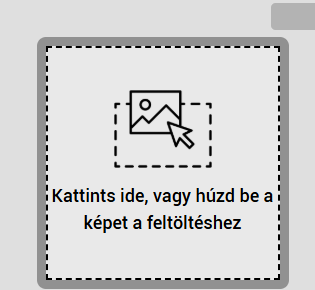 Kattints ide, vagy húzd be a
képet a feltöltéshez